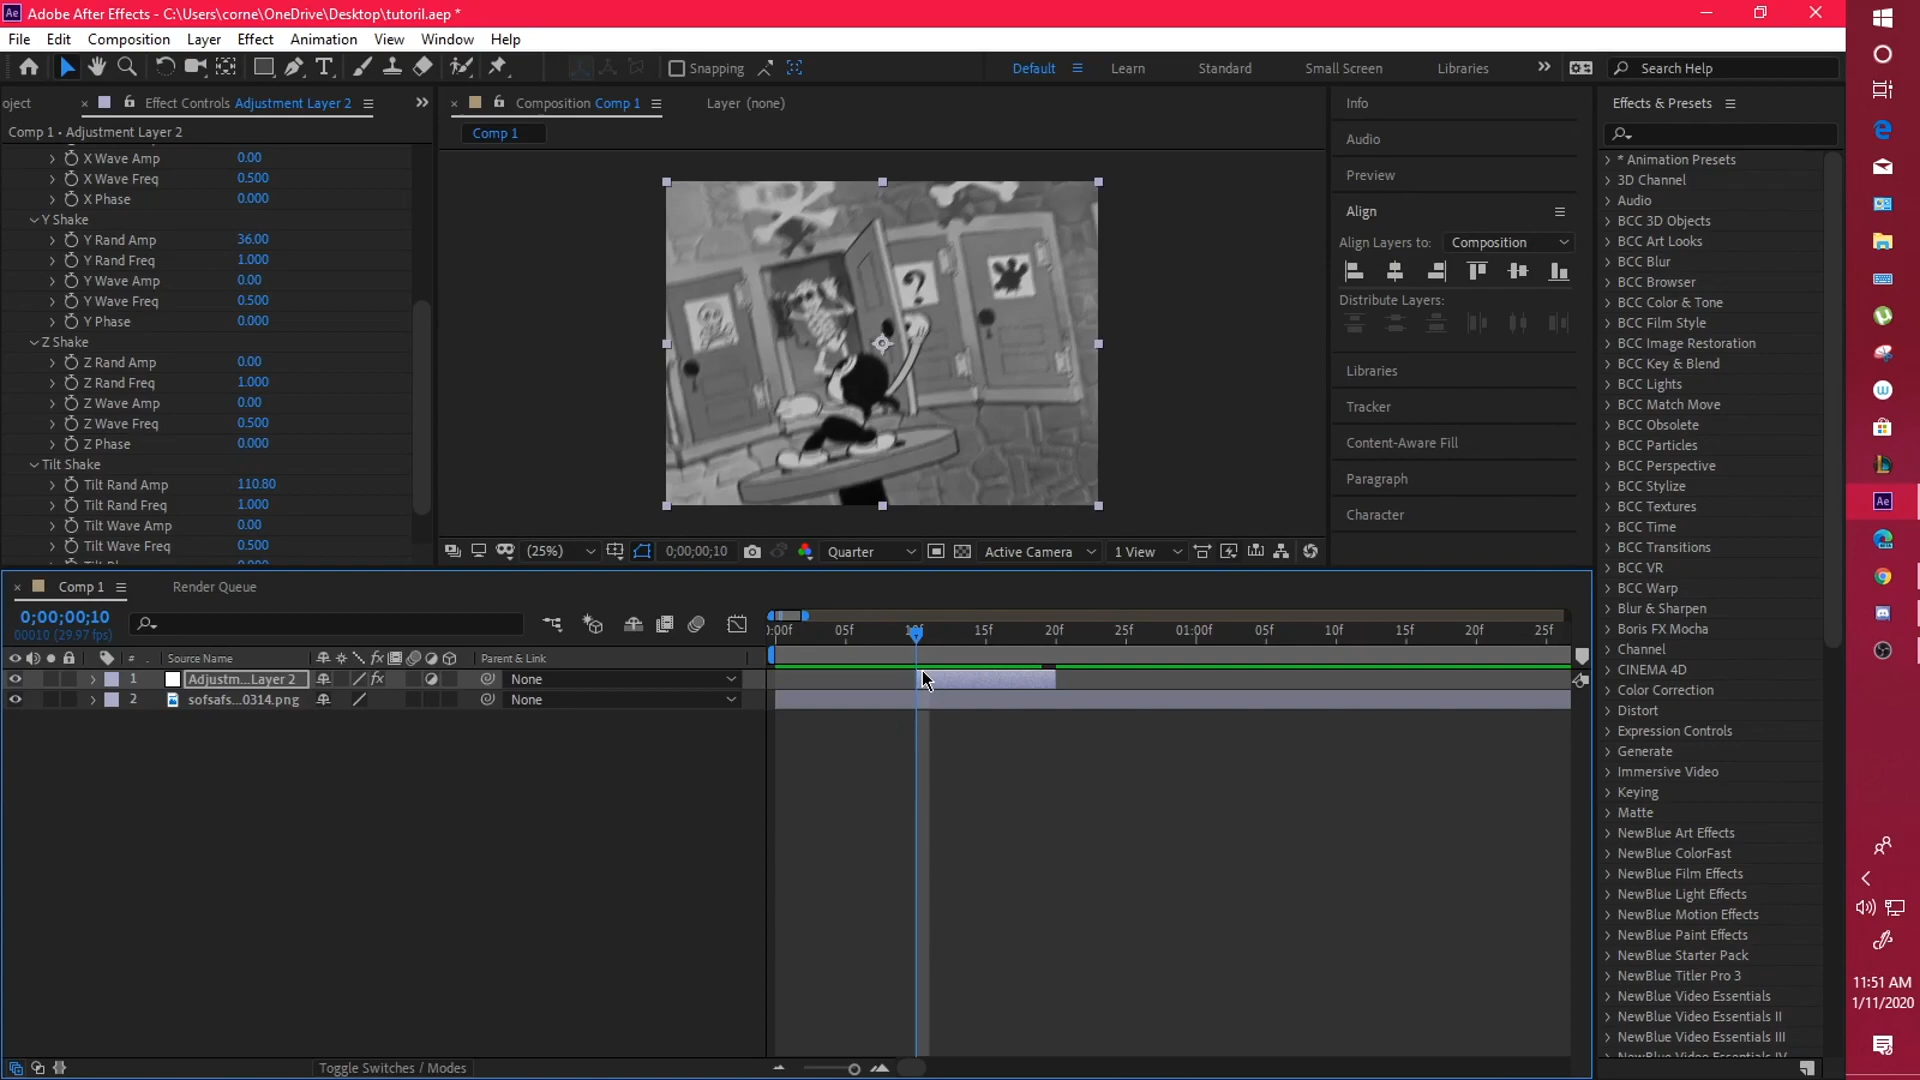 Ae Adobe After Effects - C:\Users\corne\OneDrive\Desktop\tutoril.aep *
File Edit Composition Layer Effect Animation View Window Help
Snapping Default Learn Standard Small Screen Libraries Search Help
oject Effect Controls Adjustment Layer 2
Comp 1 • Adjustment Layer 2
X Wave Amp 0.00
X Wave Freq 0.500
X Phase 0.000
Y Shake
Y Rand Amp 36.00
Y Rand Freq 1.000
Y Wave Amp 0.00
Y Wave Freq 0.500
Y Phase 0.000
Z Shake
Z Rand Amp 0.00
Z Rand Freq 1.000
Z Wave Amp 0.00
Z Wave Freq 0.500
Z Phase 0.000
Tilt Shake
Tilt Rand Amp 110.80
Tilt Rand Freq 1.000
Tilt Wave Amp 0.00
Tilt Wave Freq 0.500
Composition Comp 1 Layer (none)
Comp 1
?
(25%) 0;00;00;10 Quarter Active Camera 1 View
Info
Audio
Preview
Align
Align Layers to: Composition
Distribute Layers:
Libraries
Tracker
Content-Aware Fill
Paragraph
Character
Effects & Presets
* Animation Presets
3D Channel
Audio
BCC 3D Objects
BCC Art Looks
BCC Blur
BCC Browser
BCC Color & Tone
BCC Film Style
BCC Image Restoration
BCC Key & Blend
BCC Lights
BCC Match Move
BCC Obsolete
BCC Particles
BCC Perspective
BCC Stylize
BCC Textures
BCC Time
BCC Transitions
BCC VR
BCC Warp
Blur & Sharpen
Boris FX Mocha
Channel
CINEMA 4D
Color Correction
Distort
Expression Controls
Generate
Immersive Video
Keying
Matte
NewBlue Art Effects
NewBlue ColorFast
NewBlue Film Effects
NewBlue Light Effects
NewBlue Motion Effects
NewBlue Paint Effects
NewBlue Starter Pack
NewBlue Titler Pro 3
NewBlue Video Essentials
NewBlue Video Essentials II
NewBlue Video Essentials III
NewBlue Video Essentials IV
Comp 1 Render Queue
0;00;00;10
00010 (29.97 fps)
05f 15f 20f 25f 01:00f 05f 10f 15f 20f 25f
# Source Name fx Parent & Link
1 Adjustm...Layer 2 fx None
2 sofsafs...0314.png None
Toggle Switches / Modes
Ae
11:51 AM
1/11/2020